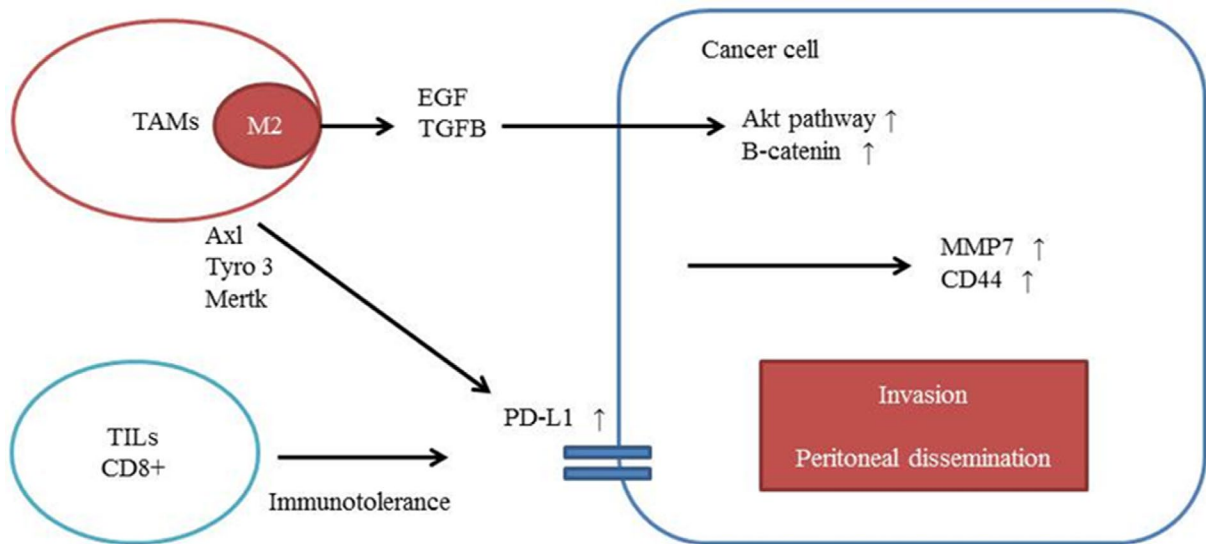 Cancer cell
TAMs
M2
EGF
TGFB
Akt pathway ↑
B-catenin ↑
Axl
Tyro 3
Mertk
MMP7 ↑
CD44 ↑
PD-L1 ↑
TILs
CD8+
Immunotolerance
Invasion
Peritoneal dissemination